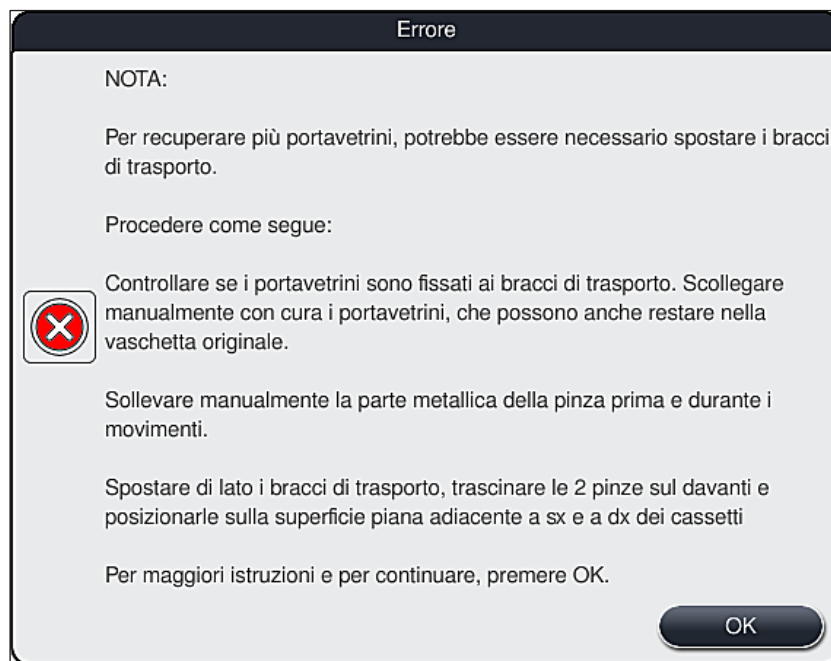 Errore
NOTA:
Per recuperare più portavetrini, potrebbe essere necessario spostare i bracci
di trasporto.
Procedere come segue:
Controllare se i portavetrini sono fissati ai bracci di trasporto. Scollegare
manualmente con cura i portavetrini, che possono anche restare nella
vaschetta originale.
Sollevare manualmente la parte metallica della pinza prima e durante i
movimenti.
Spostare di lato i bracci di trasporto, trascinare le 2 pinze sul davanti e
posizionarle sulla superficie piana adiacente a sx e a dx dei cassetti
Per maggiori istruzioni e per continuare, premere OK.
OK